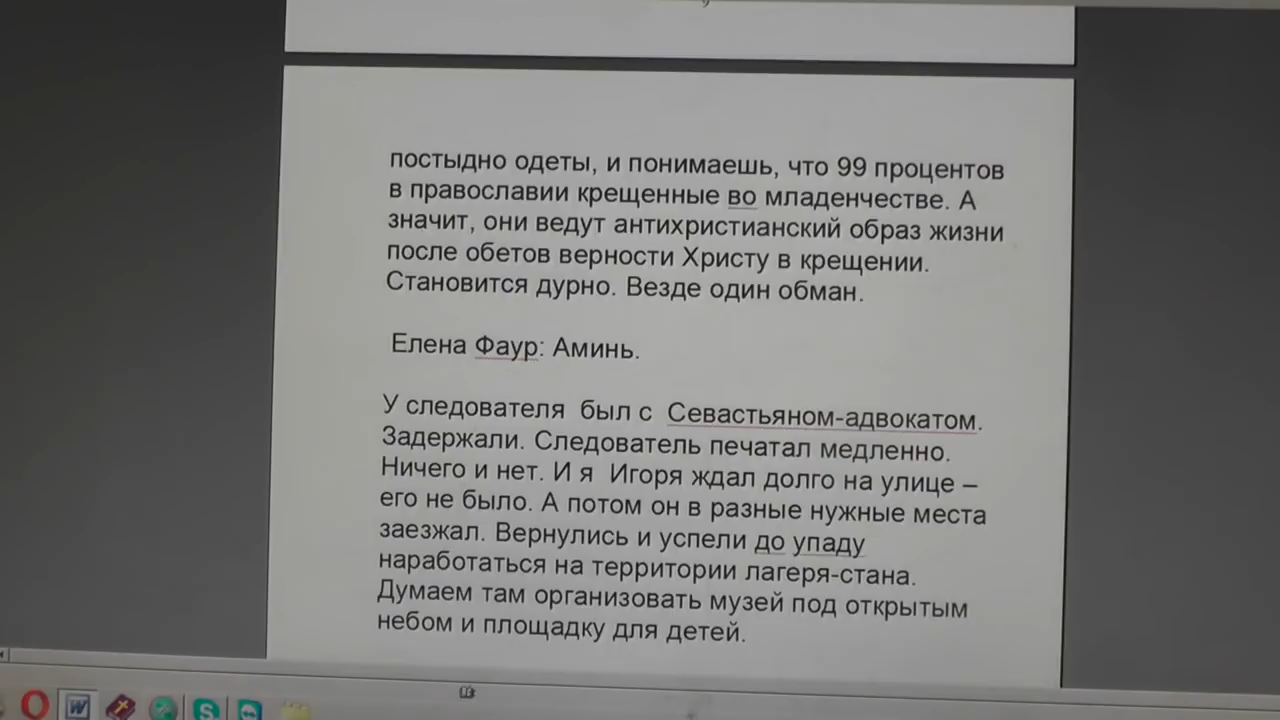 постыдно одеты, и понимаешь, что 99 процентов
в православии крещенные во младенчестве. А
значит, они ведут антихристианский образ жизни
после обетов верности Христу в крещении.
Становится дурно. Везде один обман.
Елена Фаур: Аминь.
У следователя был с Севастьяном-адвокатом.
Задержали. Следователь печатал медленно.
Ничего и нет. И я Игоря ждал долго на улице –
его не было. А потом он в разные нужные места
заезжал. Вернулись и успели до упаду
наработаться на территории лагеря-стана.
Думаем там организовать музей под открытым
небом и площадку для детей.